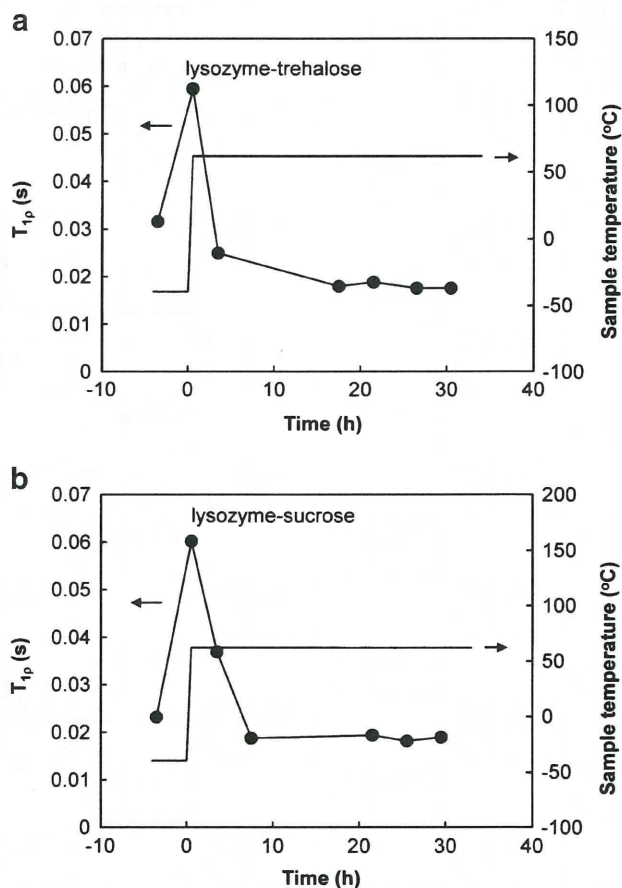 a
0.07
0.06
0.05
0.04
0.03
0.02
0.01
0
T1ρ (s)
lysozyme-trehalose
150
100
50
0
-50
-100
Sample temperature (ºC)
-10 0 10 20 30 40
Time (h)
b
0.07
0.06
0.05
0.04
0.03
0.02
0.01
0
T1ρ (s)
lysozyme-sucrose
200
150
100
50
0
-50
-100
Sample temperature (ºC)
-10 0 10 20 30 40
Time (h)